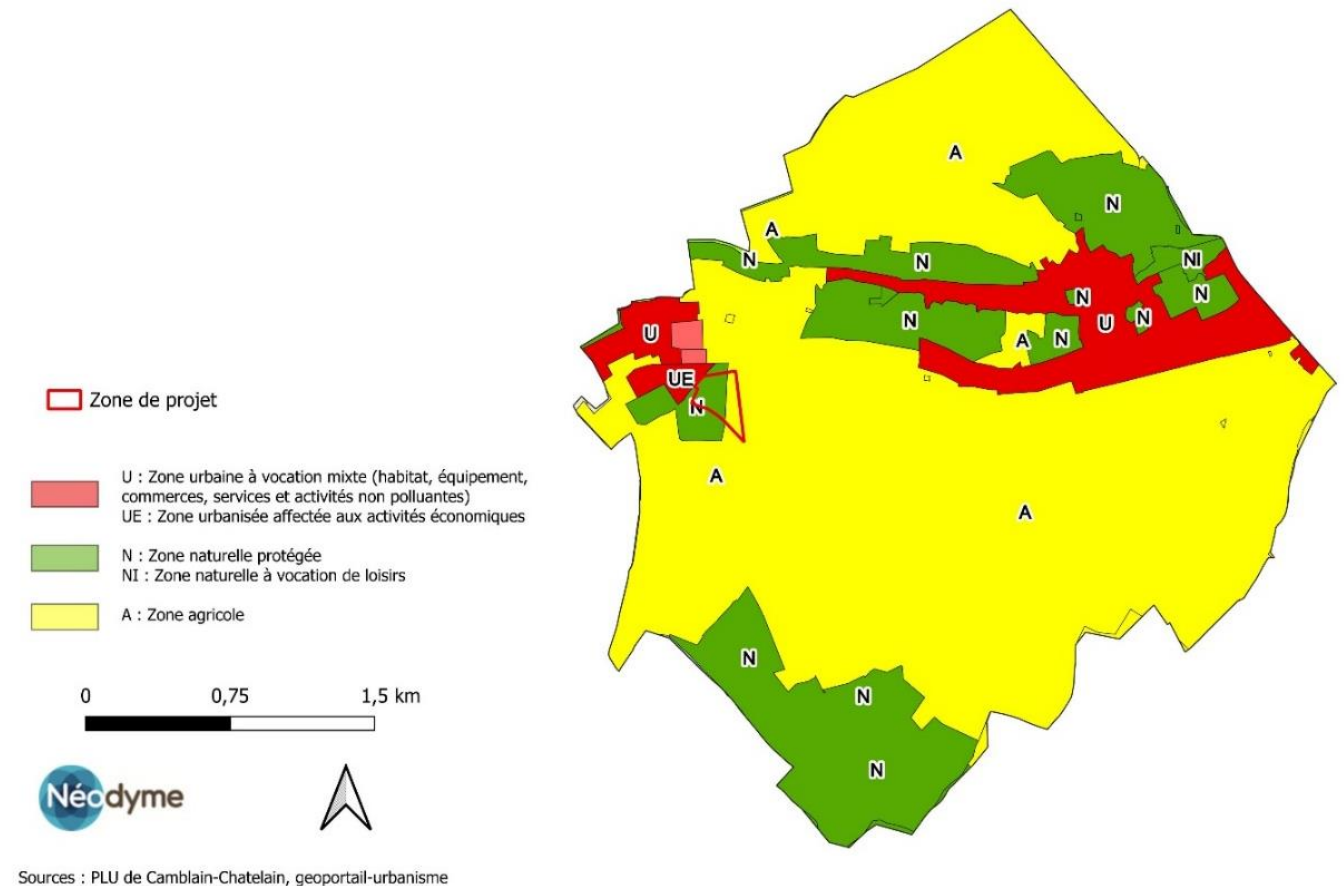 A
N
A
N
N
NI
N
N
U
N
U
N
A
N
UE
N
Zone de projet
A
U : Zone urbaine à vocation mixte (habitat, équipement,
commerces, services et activités non polluantes)
UE : Zone urbanisée affectée aux activités économiques
A
N : Zone naturelle protégée
NI : Zone naturelle à vocation de loisirs
A : Zone agricole
N
N
0 0,75 1,5 km
N
Néodyme
Sources : PLU de Camblain-Chatelain, geoportail-urbanisme